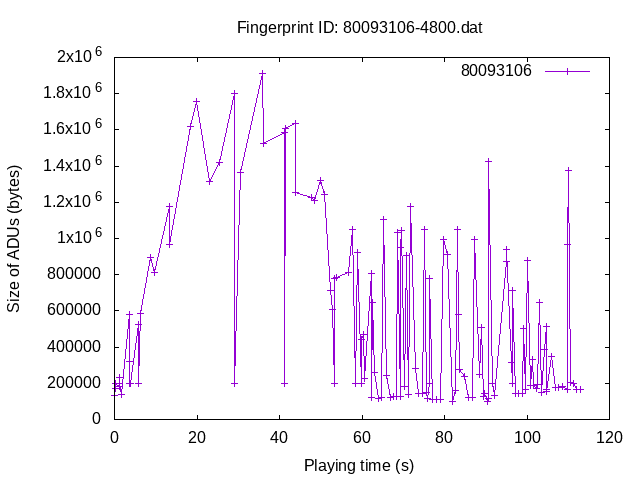 Fingerprint ID: 80093106-4800.dat
80093106
2x10^6
1.8x10^6
1.6x10^6
1.4x10^6
1.2x10^6
1x10^6
800000
600000
400000
200000
0
Size of ADUs (bytes)
0 20 40 60 80 100 120
Playing time (s)